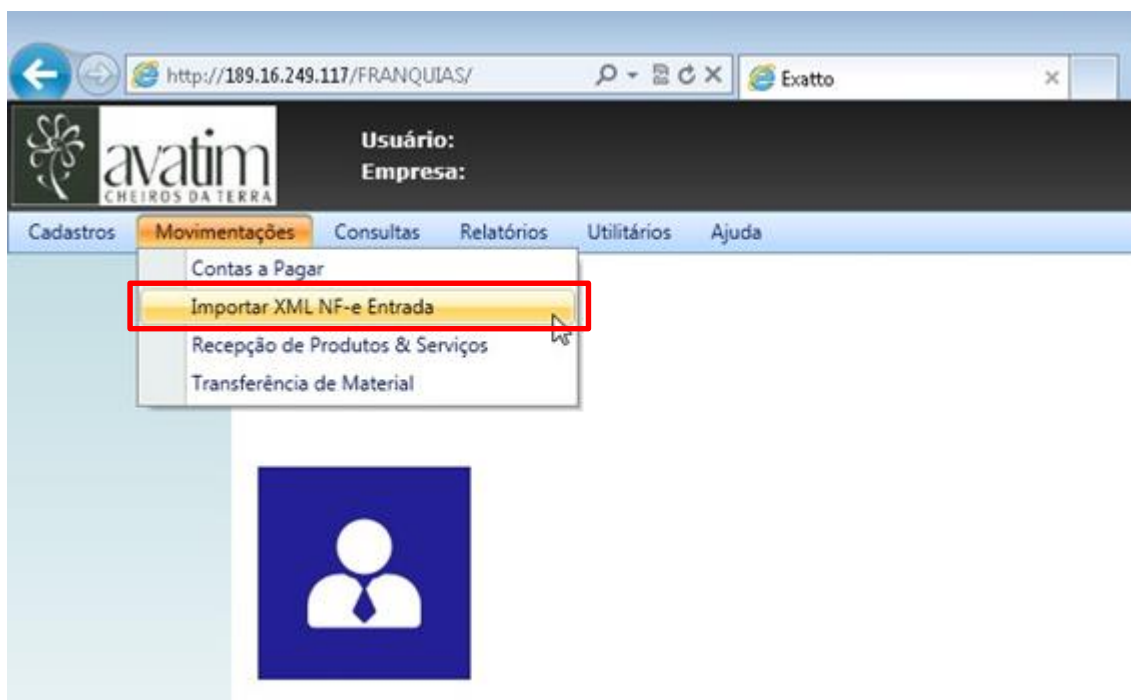 http://189.16.249.117/FRANQUIAS/
Exatto
avatim
CHEIROS DA TERRA
Usuário:
Empresa:
Cadastros Movimentações Consultas Relatórios Utilitários Ajuda
Contas a Pagar
Importar XML NF-e Entrada
Recepção de Produtos & Serviços
Transferência de Material